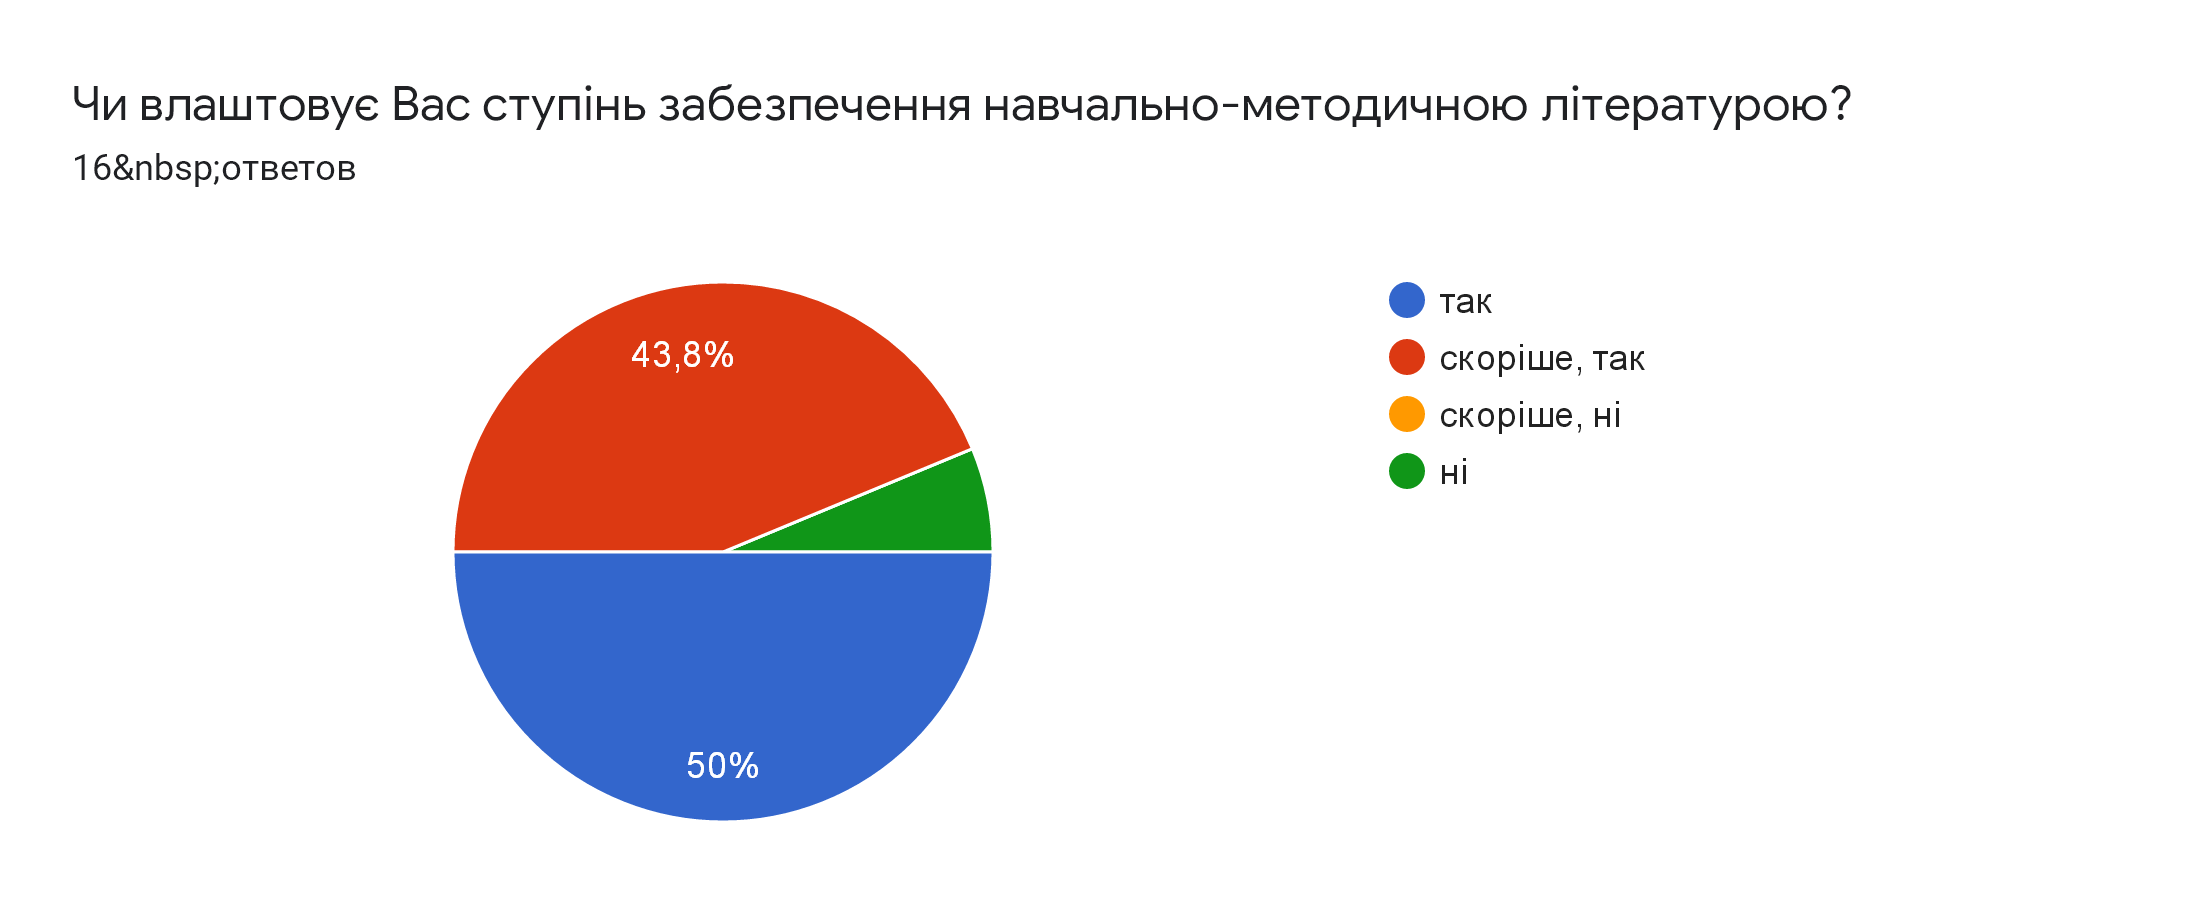 Чи влаштовує Вас ступінь забезпечення навчально-методичною літературою?
16&nbsp;ответов
43,8%
50%
так
скоріше, так
скоріше, ні
ні